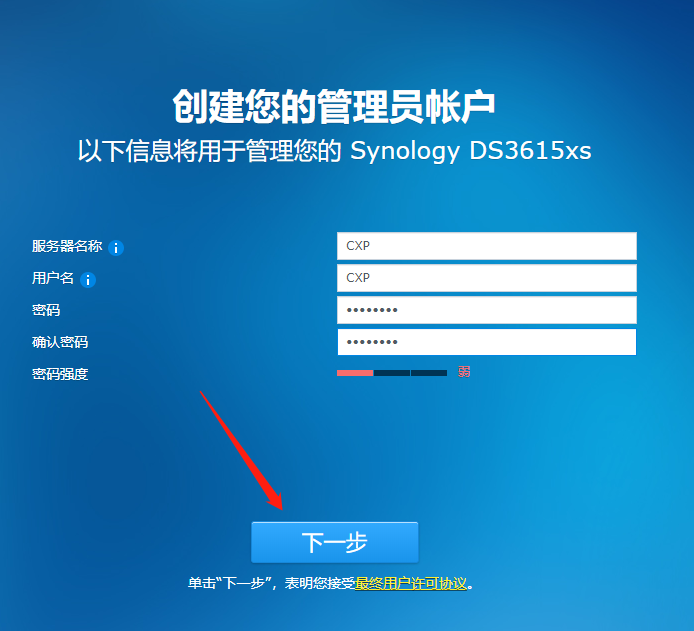 创建您的管理员帐户
以下信息将用于管理您的 Synology DS3615xs
服务器名称 CXP
用户名 CXP
密码 ••••••••
确认密码 ••••••••
密码强度 弱
下一步
单击“下一步”，表明您接受最终用户许可协议。